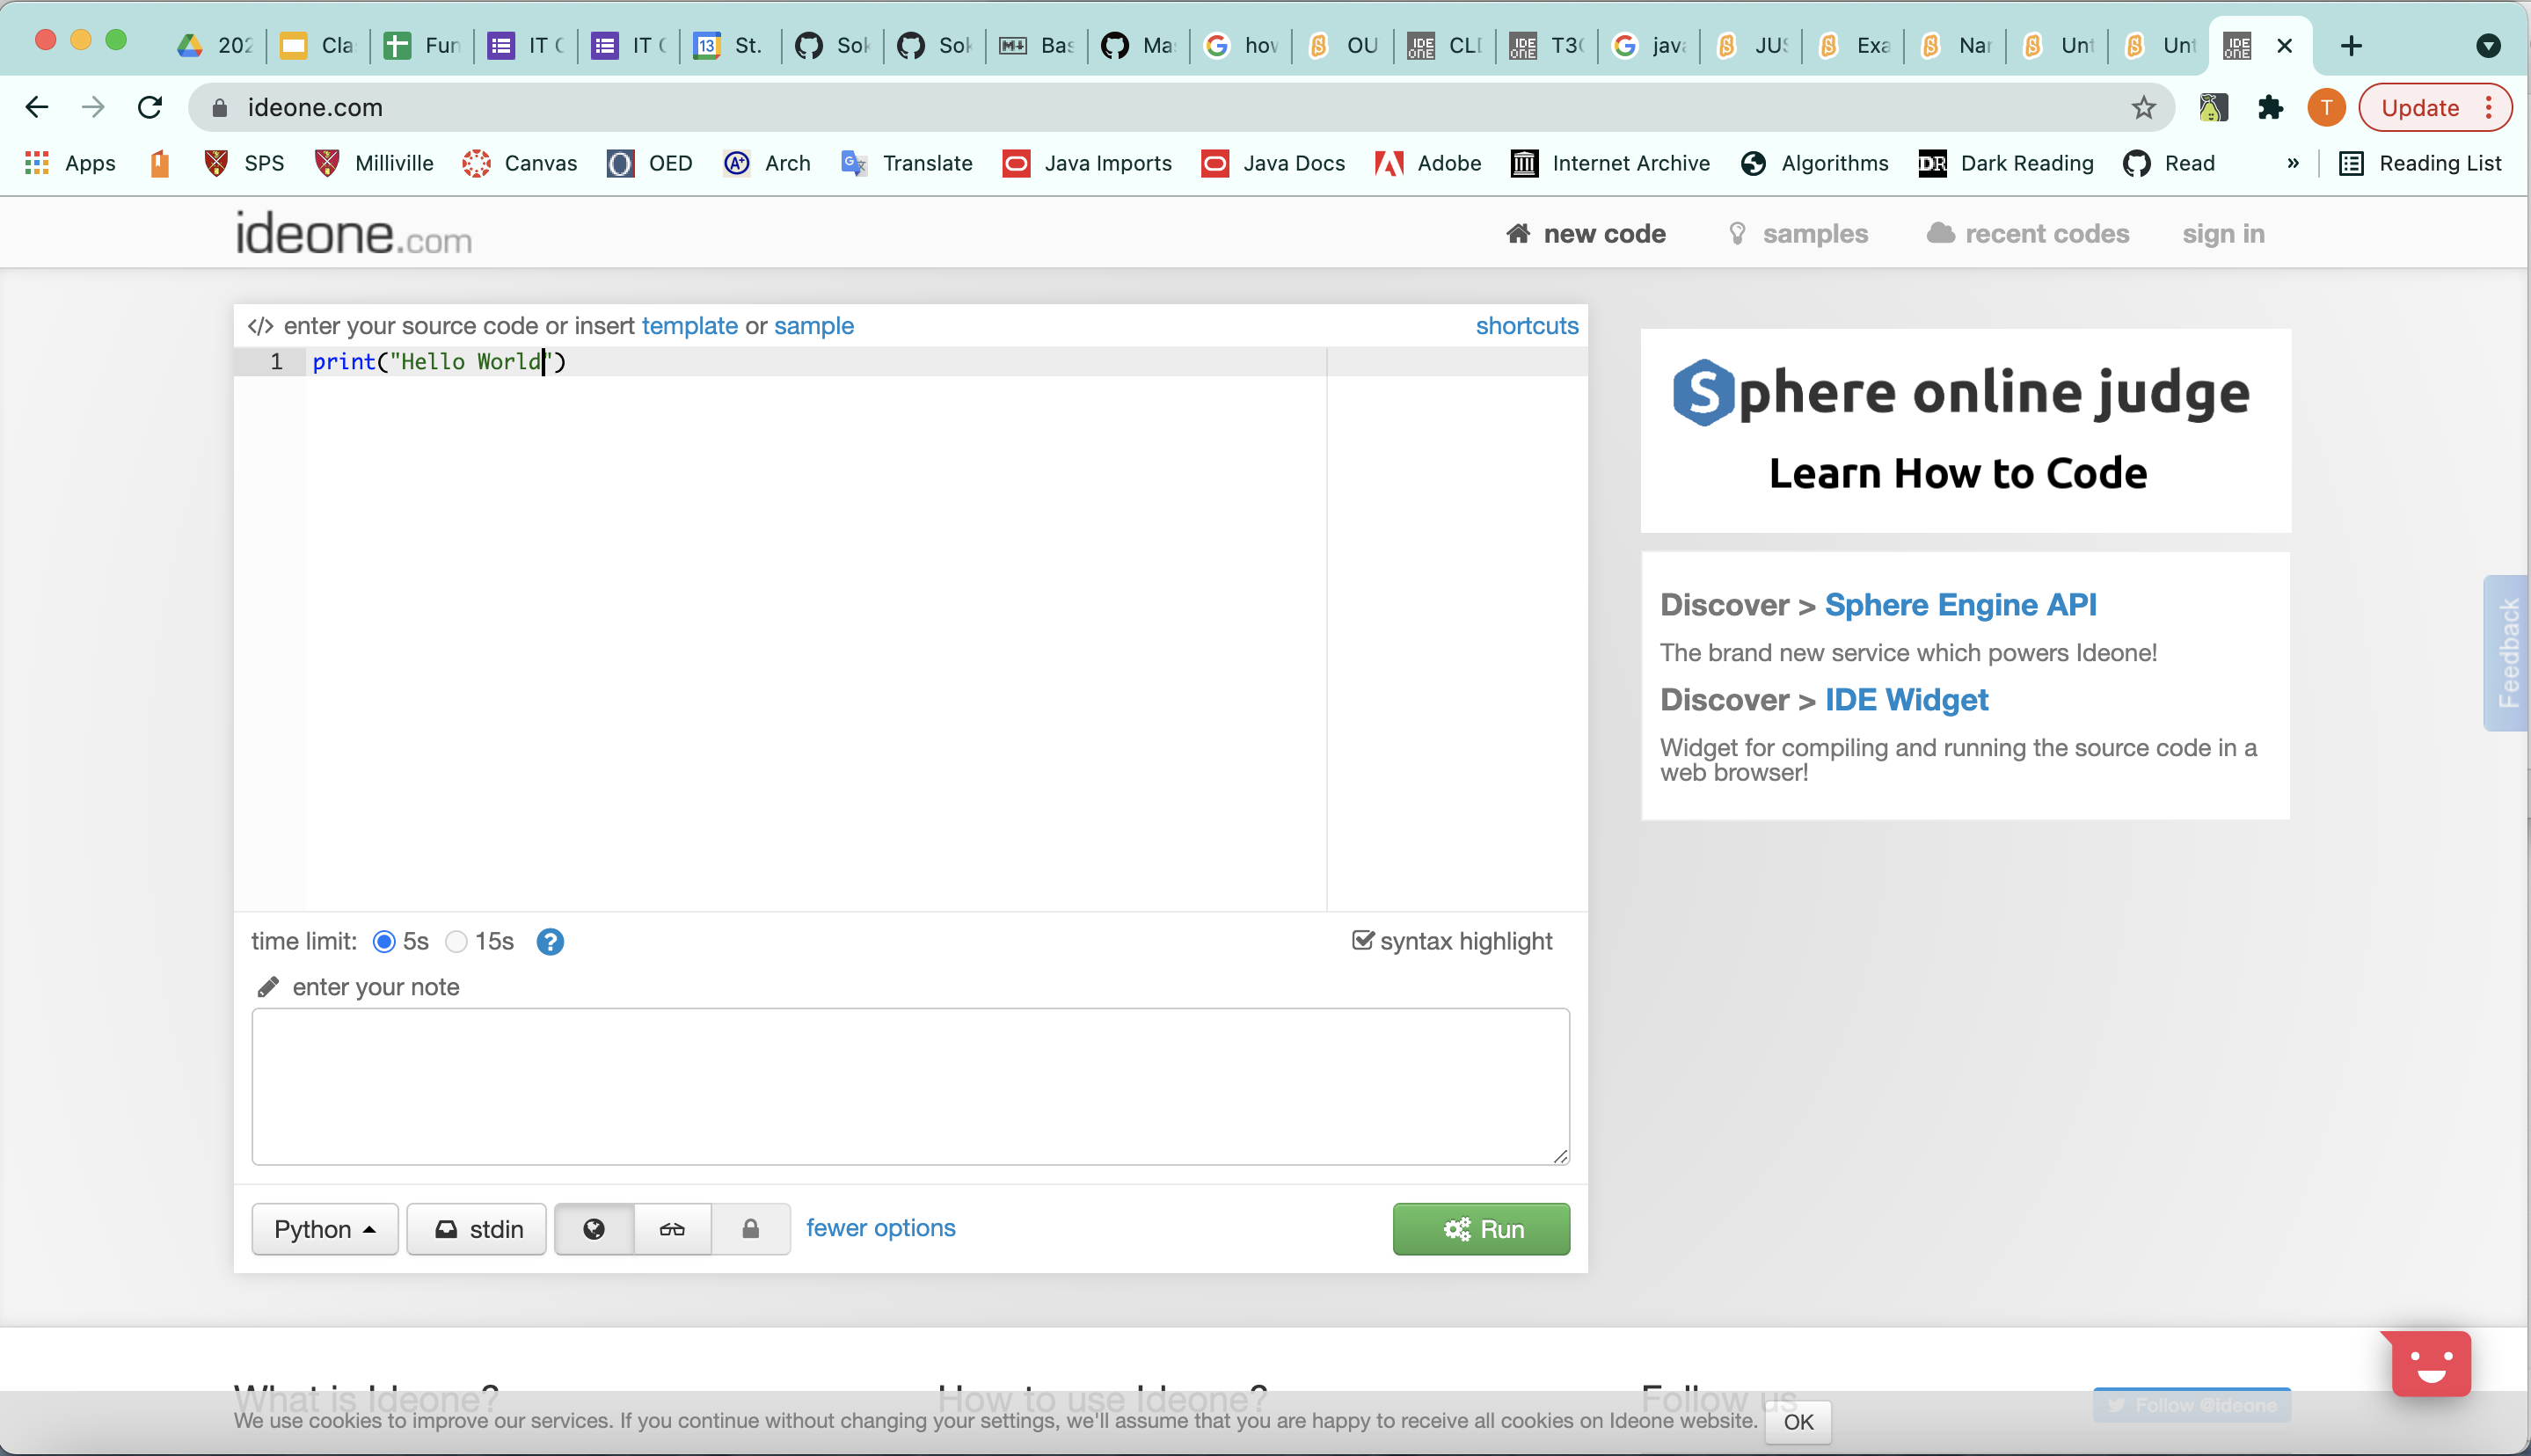 202 Cla Fun IT IT St. Sok Sok Bas Ma how OU CLI T3 java JUS Exa Nar Unt Unt
ideone.com Update
Apps SPS Milliville Canvas OED Arch Translate Java Imports Java Docs Adobe Internet Archive Algorithms Dark Reading Read » Reading List
ideone.com new code samples recent codes sign in
</> enter your source code or insert template or sample shortcuts
1 print("Hello World")
time limit: 5s 15s ? syntax highlight
enter your note
Python stdin fewer options Run
Sphere online judge
Learn How to Code
Discover > Sphere Engine API
The brand new service which powers Ideone!
Discover > IDE Widget
Widget for compiling and running the source code in a
web browser!
Feedback
What is Ideone? How to use Ideone? Follow us
Follow @ideone
We use cookies to improve our services. If you continue without changing your settings, we'll assume that you are happy to receive all cookies on Ideone website. OK